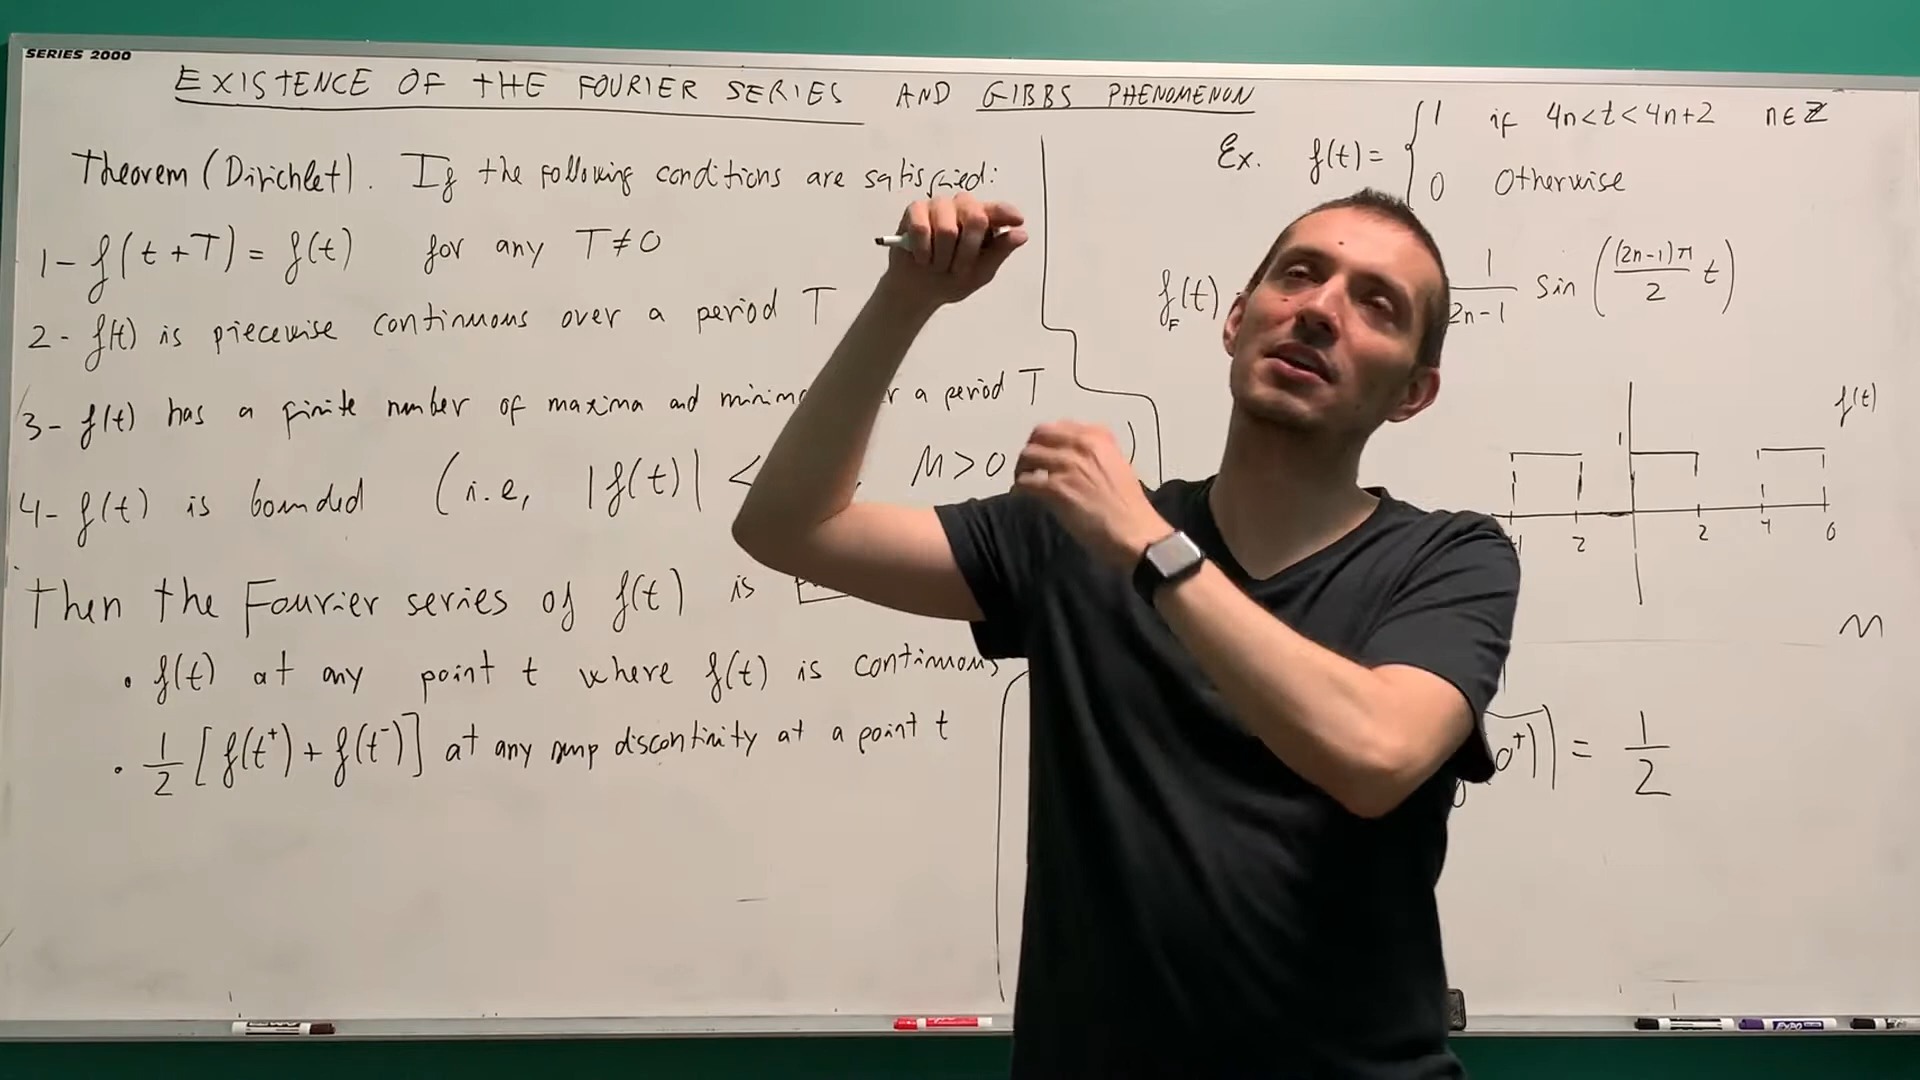 SERIES 2000
EXISTENCE OF THE FOURIER SERIES AND GIBBS PHENOMENON
Theorem (Dirichlet). If the following conditions are satisfied:
1- f(t+T) = f(t) for any T≠0
2- f(t) is piecewise continuous over a period T
3- f(t) has a finite number of maxima and minima a period T
4- f(t) is bounded (i.e, |f(t)| < M>0 )
Then the Fourier series of f(t) is
• f(t) at any point t where f(t) is continuous
• 1/2 [f(t⁺) + f(t⁻)] at any jump discontinity at a point t
Ex. f(t) = { 1 if 4n<t<4n+2 n∈ℤ
0 Otherwise
f_F(t) 1/(2n-1) sin ((2n-1)π/2 t)
f(t)
1
2 2 4 6
M
(0⁺)] = 1/2
EXPO